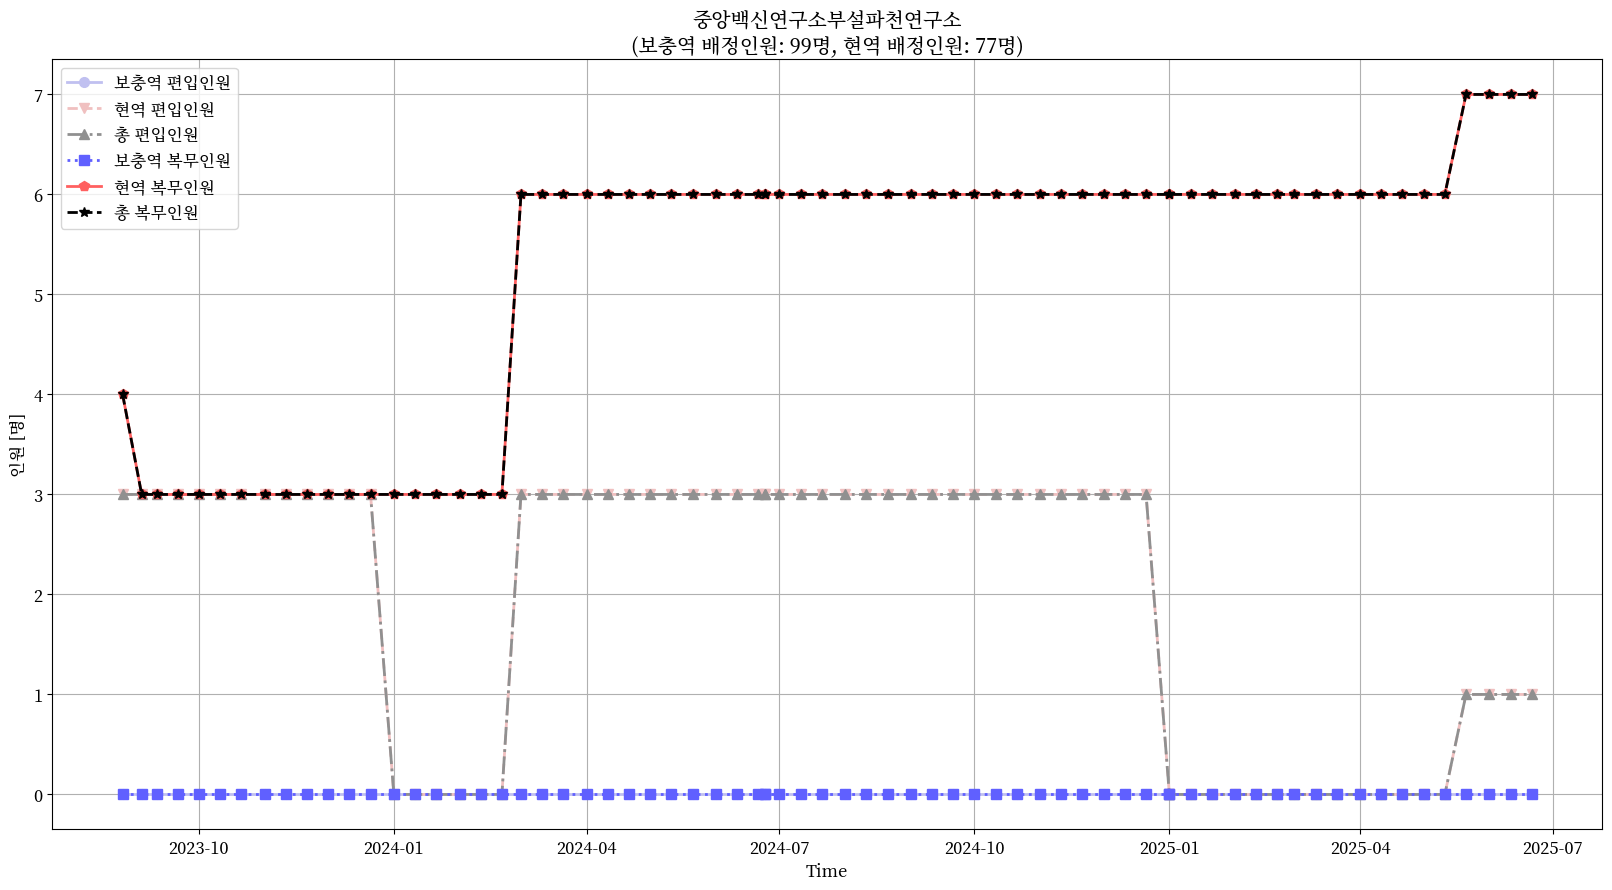 중앙백신연구소부설파천연구소
(보충역 배정인원: 99명, 현역 배정인원: 77명)
보충역 편입인원
현역 편입인원
총 편입인원
보충역 복무인원
현역 복무인원
총 복무인원
인원 [명]
7
6
5
4
3
2
1
0
2023-10
2024-01
2024-04
2024-07
2024-10
2025-01
2025-04
2025-07
Time